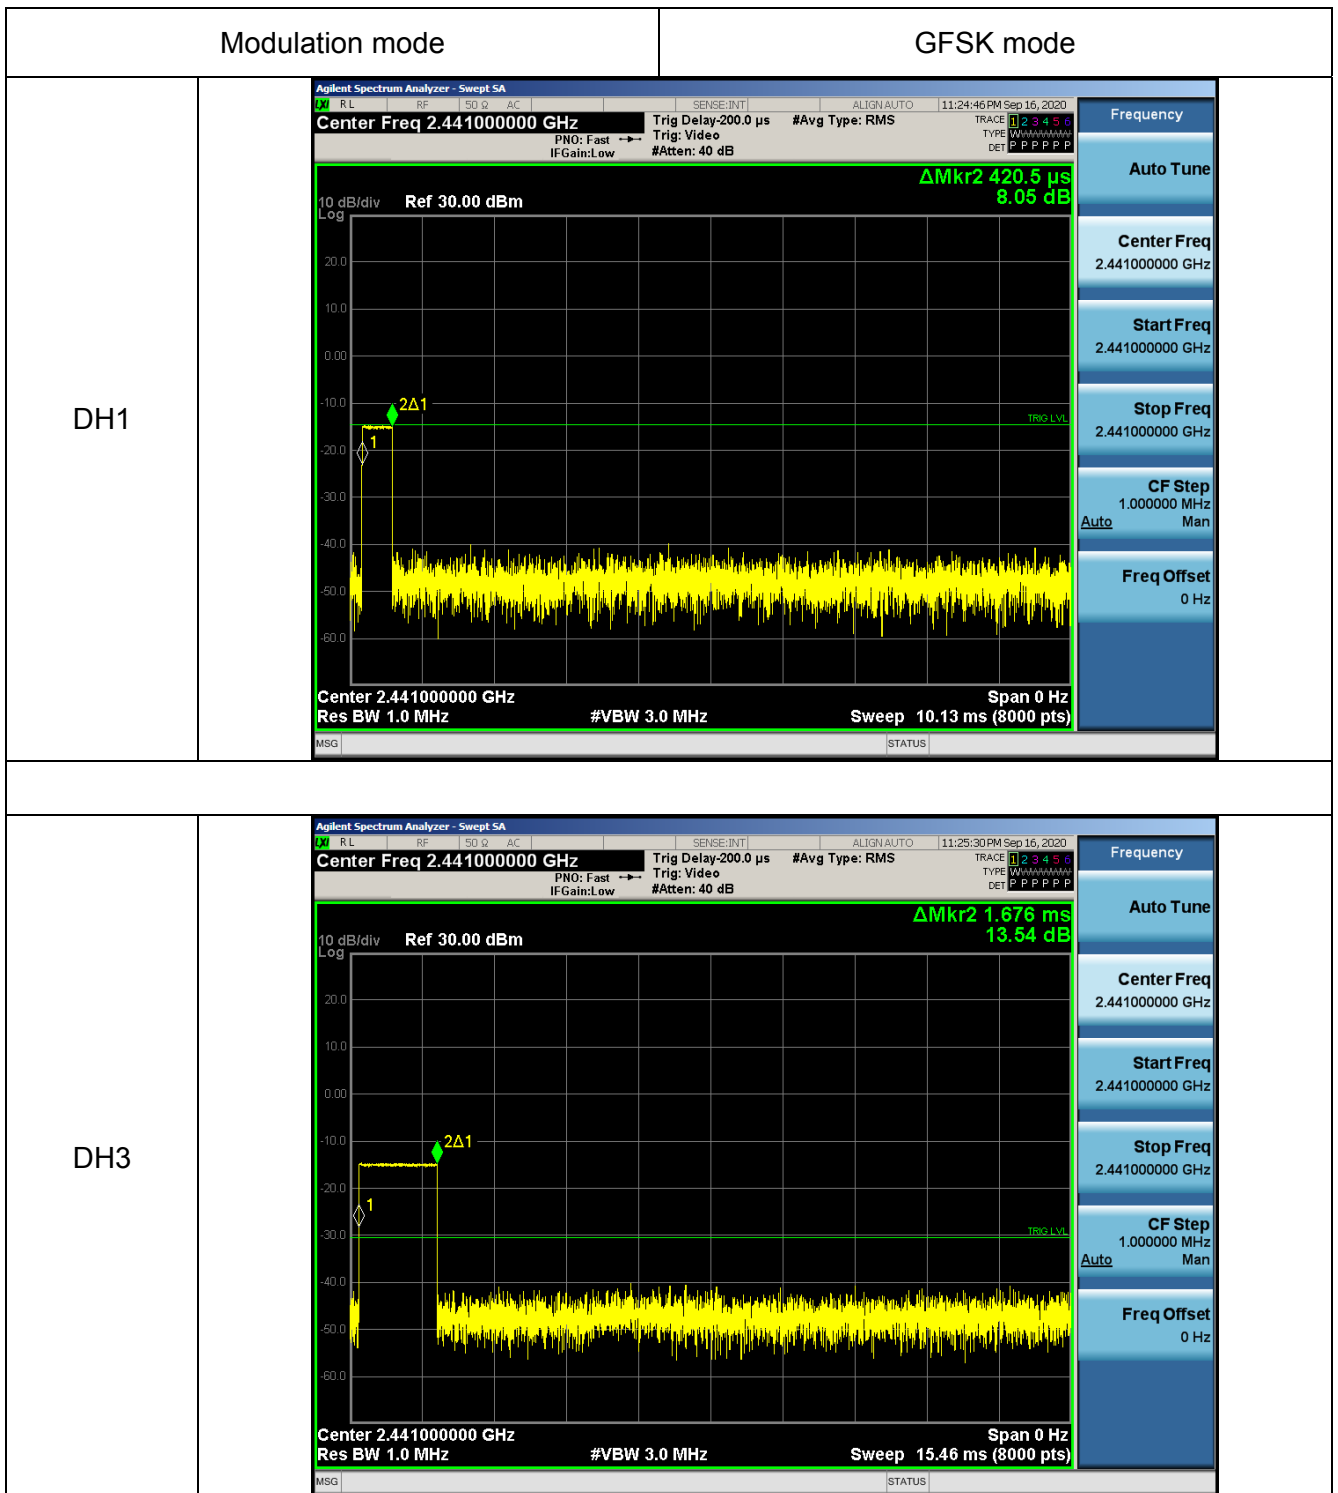 Modulation mode
GFSK mode
DH1
Agilent Spectrum Analyzer - Swept SA
LXI RL RF 50 Ω AC SENSE:INT ALIGN AUTO 11:24:46 PM Sep 16, 2020
Center Freq 2.441000000 GHz
PNO: Fast
IFGain:Low
Trig Delay-200.0 µs
Trig: Video
#Atten: 40 dB
#Avg Type: RMS
TRACE 1 2 3 4 5 6
TYPE WWWWWW
DET P P P P P P
ΔMkr2 420.5 µs
8.05 dB
10 dB/div Ref 30.00 dBm
Log
20.0
10.0
0.00
-10.0
-20.0
-30.0
-40.0
-50.0
-60.0
2Δ1
1
TRIG LVL
Center 2.441000000 GHz Span 0 Hz
Res BW 1.0 MHz #VBW 3.0 MHz Sweep 10.13 ms (8000 pts)
MSG STATUS
Frequency
Auto Tune
Center Freq
2.441000000 GHz
Start Freq
2.441000000 GHz
Stop Freq
2.441000000 GHz
CF Step
1.000000 MHz
Auto Man
Freq Offset
0 Hz
DH3
Agilent Spectrum Analyzer - Swept SA
LXI RL RF 50 Ω AC SENSE:INT ALIGN AUTO 11:25:30 PM Sep 16, 2020
Center Freq 2.441000000 GHz
PNO: Fast
IFGain:Low
Trig Delay-200.0 µs
Trig: Video
#Atten: 40 dB
#Avg Type: RMS
TRACE 1 2 3 4 5 6
TYPE WWWWWW
DET P P P P P P
ΔMkr2 1.676 ms
13.54 dB
10 dB/div Ref 30.00 dBm
Log
20.0
10.0
0.00
-10.0
-20.0
-30.0
-40.0
-50.0
-60.0
2Δ1
1
TRIG LVL
Center 2.441000000 GHz Span 0 Hz
Res BW 1.0 MHz #VBW 3.0 MHz Sweep 15.46 ms (8000 pts)
MSG STATUS
Frequency
Auto Tune
Center Freq
2.441000000 GHz
Start Freq
2.441000000 GHz
Stop Freq
2.441000000 GHz
CF Step
1.000000 MHz
Auto Man
Freq Offset
0 Hz